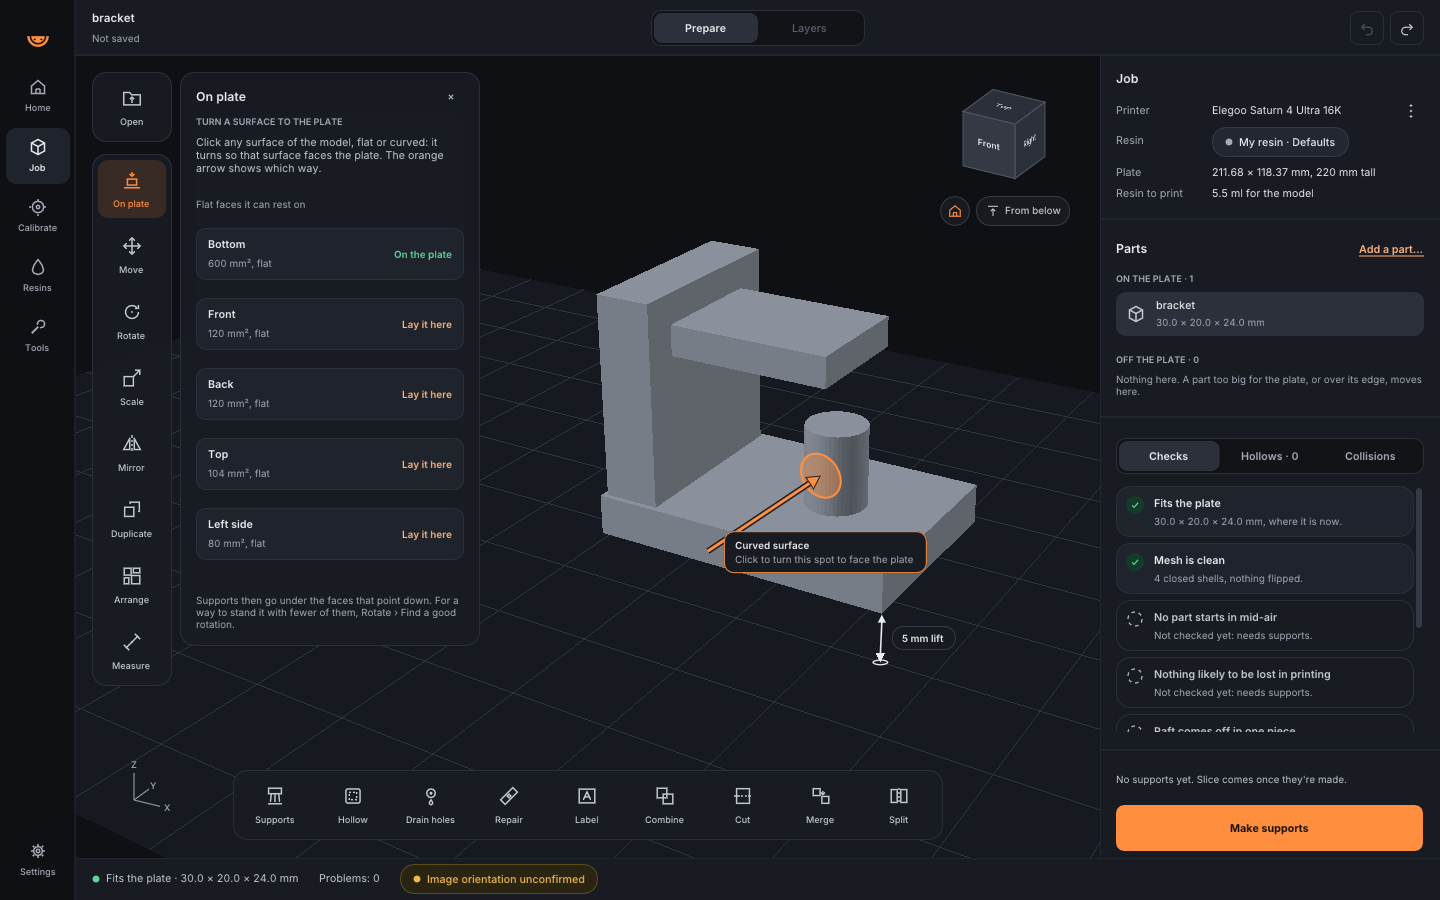 bracket
Not saved
Prepare
Layers
Home
Job
Calibrate
Resins
Tools
Settings
Open
On plate
Move
Rotate
Scale
Mirror
Duplicate
Arrange
Measure
On plate
×
TURN A SURFACE TO THE PLATE
Click any surface of the model, flat or curved: it
turns so that surface faces the plate. The orange
arrow shows which way.
Flat faces it can rest on
Bottom
600 mm², flat
On the plate
Front
120 mm², flat
Lay it here
Back
120 mm², flat
Lay it here
Top
104 mm², flat
Lay it here
Left side
80 mm², flat
Lay it here
Supports then go under the faces that point down. For a
way to stand it with fewer of them, Rotate › Find a good
rotation.
Top
Front
Right
From below
Curved surface
Click to turn this spot to face the plate
5 mm lift
Z
Y
X
Supports
Hollow
Drain holes
Repair
Label
Combine
Cut
Merge
Split
Job
Printer
Elegoo Saturn 4 Ultra 16K
Resin
My resin · Defaults
Plate
211.68 × 118.37 mm, 220 mm tall
Resin to print
5.5 ml for the model
Parts
Add a part...
ON THE PLATE · 1
bracket
30.0 × 20.0 × 24.0 mm
OFF THE PLATE · 0
Nothing here. A part too big for the plate, or over its edge, moves
here.
Checks
Hollows · 0
Collisions
Fits the plate
30.0 × 20.0 × 24.0 mm, where it is now.
Mesh is clean
4 closed shells, nothing flipped.
No part starts in mid-air
Not checked yet: needs supports.
Nothing likely to be lost in printing
Not checked yet: needs supports.
Raft comes off in one piece
No supports yet. Slice comes once they're made.
Make supports
Fits the plate · 30.0 × 20.0 × 24.0 mm
Problems: 0
Image orientation unconfirmed